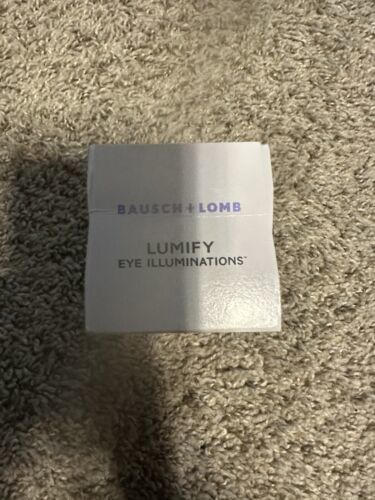 BAUSCH + LOMB
LUMIFY
EYE ILLUMINATIONS™